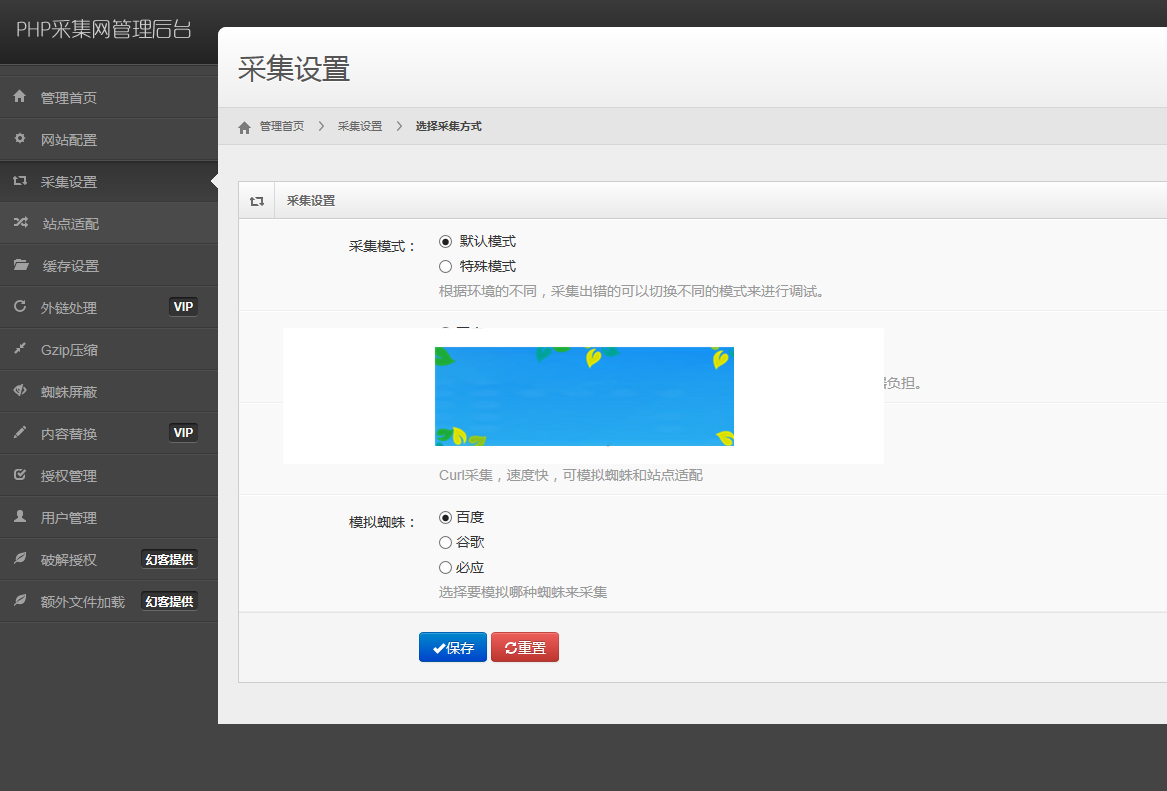 PHP采集网管理后台
管理首页
网站配置
采集设置
站点适配
缓存设置
外链处理 VIP
Gzip压缩
蜘蛛屏蔽
内容替换 VIP
授权管理
用户管理
破解授权 幻客提供
额外文件加载 幻客提供
采集设置
管理首页 > 采集设置 > 选择采集方式
采集设置
采集模式： 默认模式
特殊模式
根据环境的不同，采集出错的可以切换不同的模式来进行调试。
负担。
Curl采集，速度快，可模拟蜘蛛和站点适配
模拟蜘蛛： 百度
谷歌
必应
选择要模拟哪种蜘蛛来采集
保存 重置